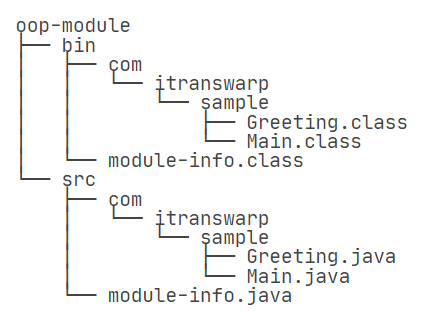 oop-module
├── bin
│   ├── com
│   │   └── itranswarp
│   │       └── sample
│   │           ├── Greeting.class
│   │           └── Main.class
│   └── module-info.class
└── src
    ├── com
    │   └── itranswarp
    │       └── sample
    │           ├── Greeting.java
    │           └── Main.java
    └── module-info.java